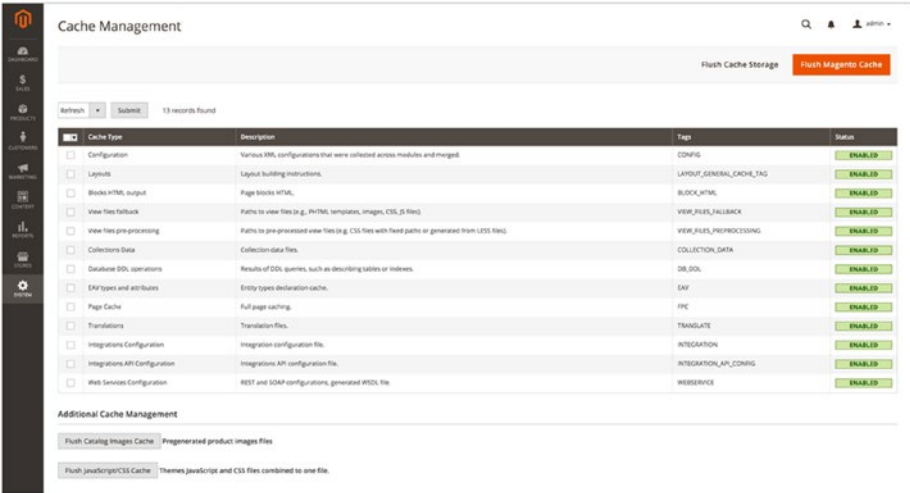 Cache Management
admin
DASHBOARD
SALES
PRODUCTS
CUSTOMERS
MARKETING
CONTENT
REPORTS
STORES
SYSTEM
Flush Cache Storage Flush Magento Cache
Refresh Submit 13 records found
Cache Type Description Tags Status
Configuration Various XML configurations that were collected across modules and merged. CONFIG ENABLED
Layouts Layout building instructions. LAYOUT_GENERAL_CACHE_TAG ENABLED
Blocks HTML output Page blocks HTML. BLOCK_HTML ENABLED
View files fallback Paths to view files (e.g., PHTML templates, images, CSS, JS files). VIEW_FILES_FALLBACK ENABLED
View files pre-processing Paths to pre-processed view files (e.g. CSS files with fixed paths or generated from LESS files). VIEW_FILES_PREPROCESSING ENABLED
Collections Data Collection data files. COLLECTION_DATA ENABLED
Database DDL operations Results of DDL queries, such as describing tables or indexes. DB_DDL ENABLED
EAV types and attributes Entity types declaration cache. EAV ENABLED
Page Cache Full page caching. FPC ENABLED
Translations Translation files. TRANSLATE ENABLED
Integrations Configuration Integration configuration file. INTEGRATION ENABLED
Integrations API Configuration Integrations API configuration file. INTEGRATION_API_CONFIG ENABLED
Web Services Configuration REST and SOAP configurations, generated WSDL file. WEBSERVICE ENABLED
Additional Cache Management
Flush Catalog Images Cache Pregenerated product images files
Flush JavaScript/CSS Cache Themes JavaScript and CSS files combined to one file.